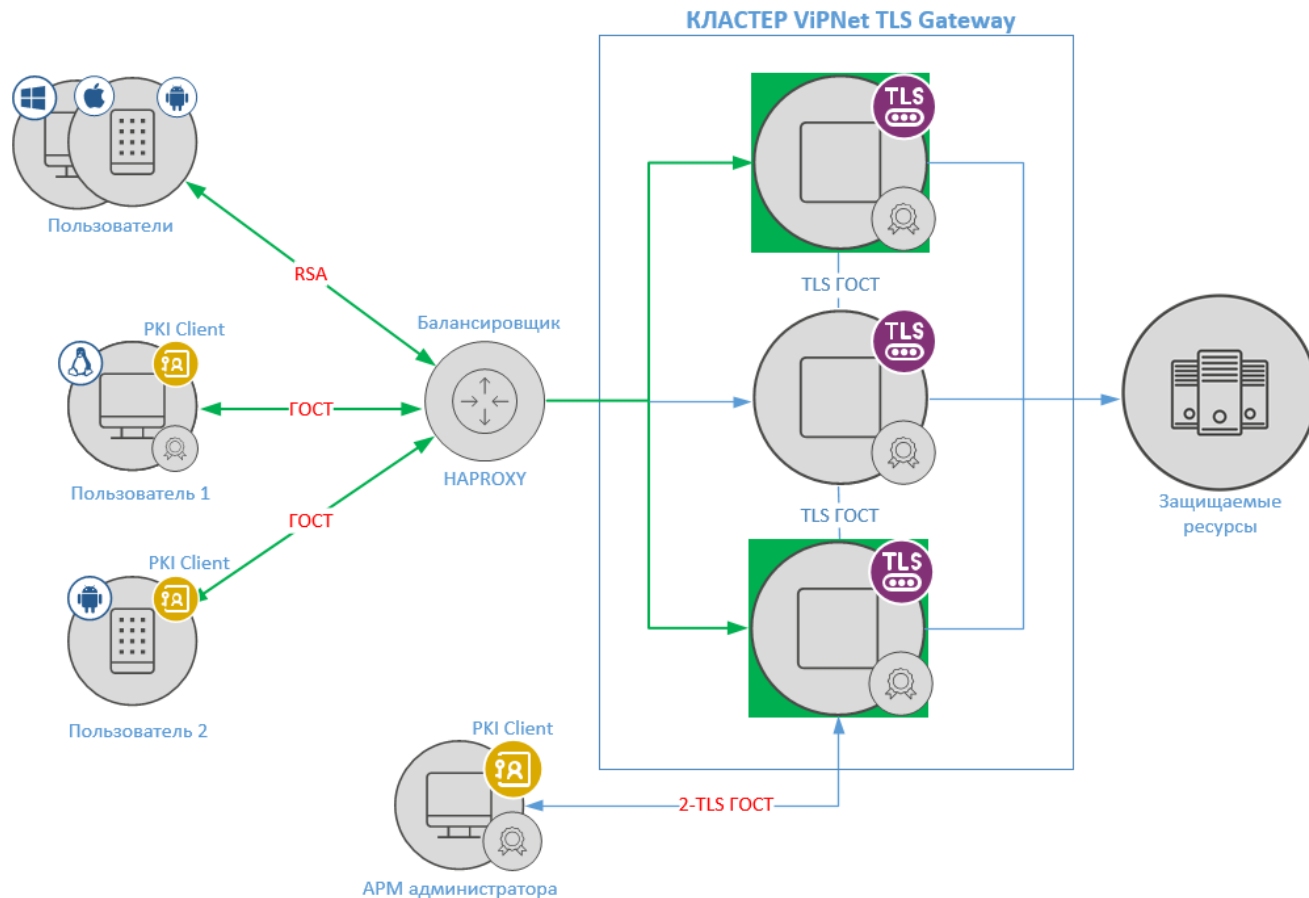 КЛАСТЕР ViPNet TLS Gateway
TLS
Пользователи
RSA
TLS ГОСТ
PKI Client
Балансировщик
TLS
ГОСТ
HAPROXY
Пользователь 1
Защищаемые
ресурсы
TLS ГОСТ
ГОСТ
PKI Client
TLS
Пользователь 2
PKI Client
2-TLS ГОСТ
АРМ администратора